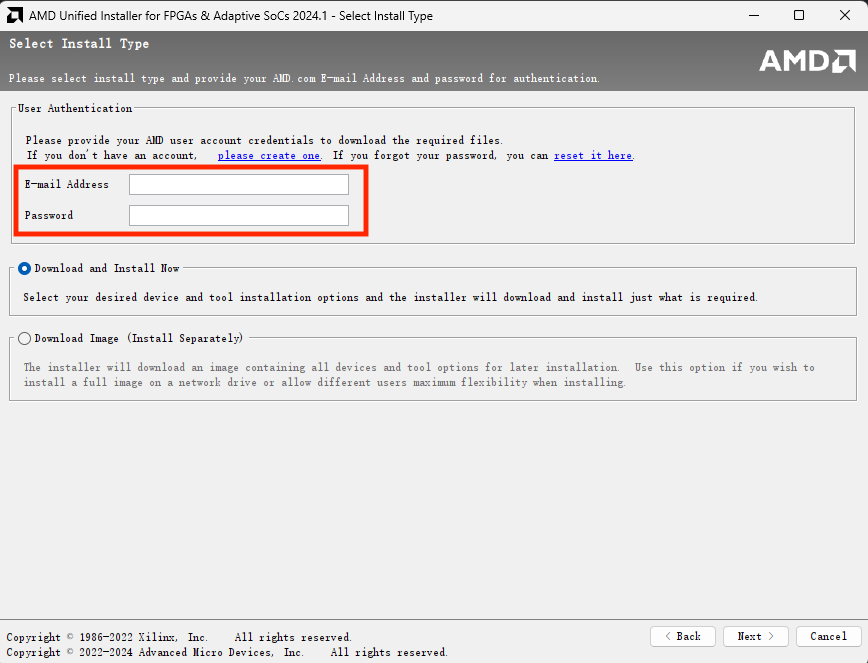 AMD Unified Installer for FPGAs & Adaptive SoCs 2024.1 - Select Install Type
Select Install Type
AMD
Please select install type and provide your AMD.com E-mail Address and password for authentication.
User Authentication
Please provide your AMD user account credentials to download the required files.
If you don't have an account, please create one. If you forgot your password, you can reset it here.
E-mail Address
Password
Download and Install Now
Select your desired device and tool installation options and the installer will download and install just what is required.
Download Image (Install Separately)
The installer will download an image containing all devices and tool options for later installation. Use this option if you wish to
install a full image on a network drive or allow different users maximum flexibility when installing.
Copyright © 1986-2022 Xilinx, Inc. All rights reserved.
Copyright © 2022-2024 Advanced Micro Devices, Inc. All rights reserved.
< Back
Next >
Cancel